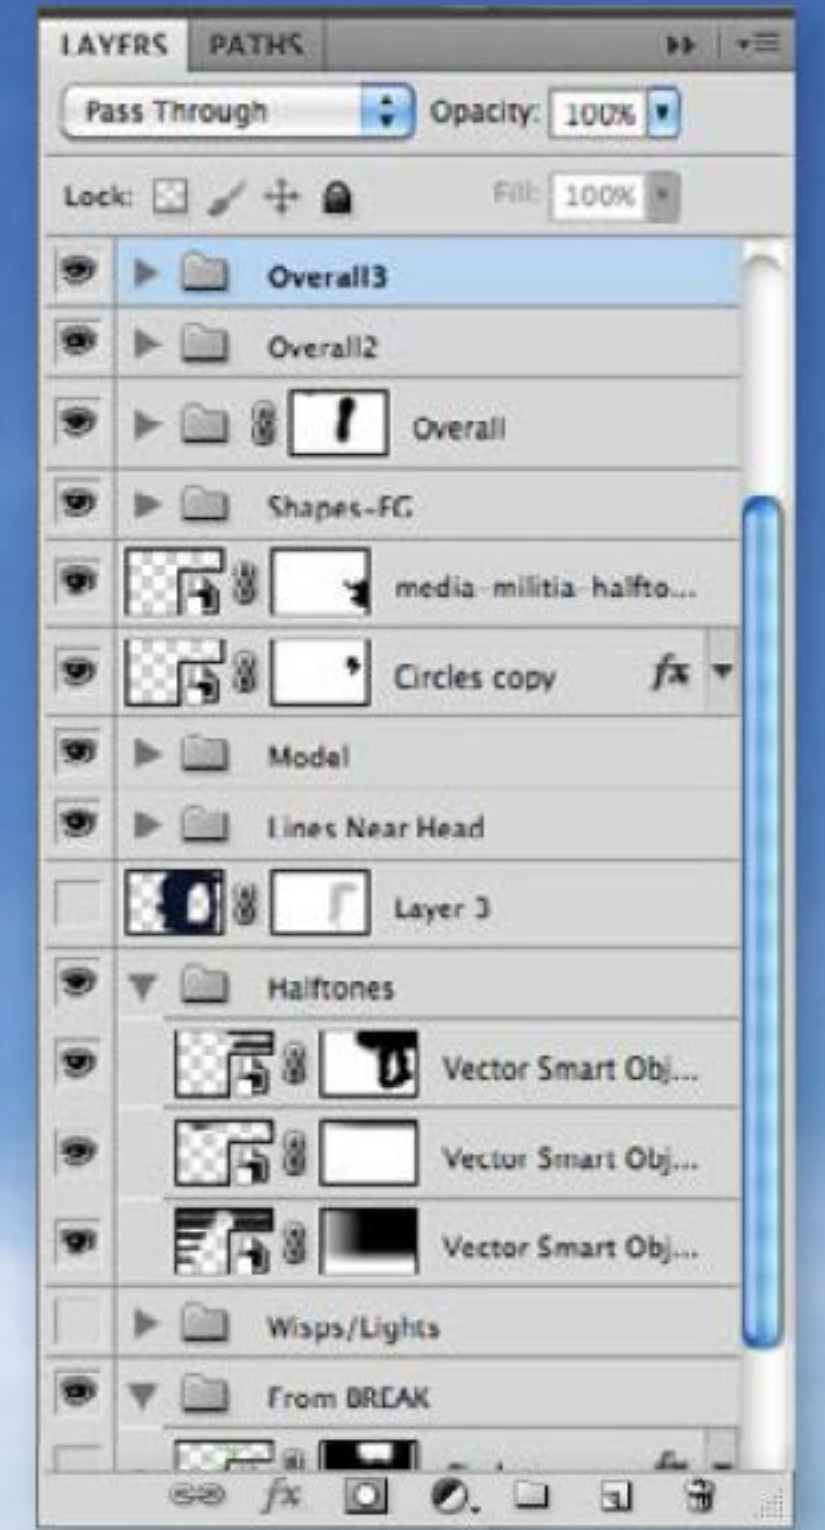 LAYERS PATHS
Pass Through Opacity: 100%
Lock: Fill: 100%
Overall3
Overall2
Overall
Shapes-FG
media-militia-halfto...
Circles copy fx
Model
Lines Near Head
Layer 3
Halftones
Vector Smart Obj...
Vector Smart Obj...
Vector Smart Obj...
Wisps/Lights
From BREAK
fx
fx